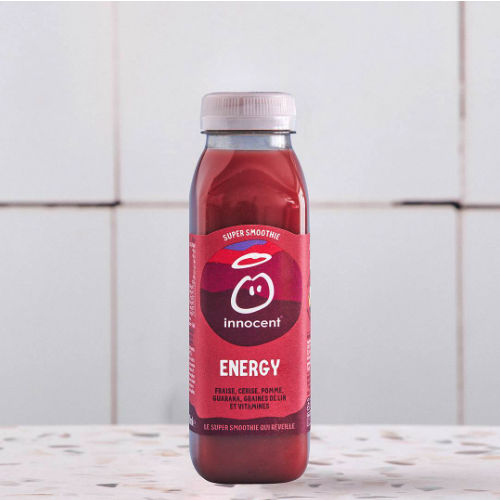 SUPER SMOOTHIE
innocent
ENERGY
FRAISE, CERISE, POMME,
GUARANA, GRAINES DE LIN
ET VITAMINES
LE SUPER SMOOTHIE QUI RÉVEILLE